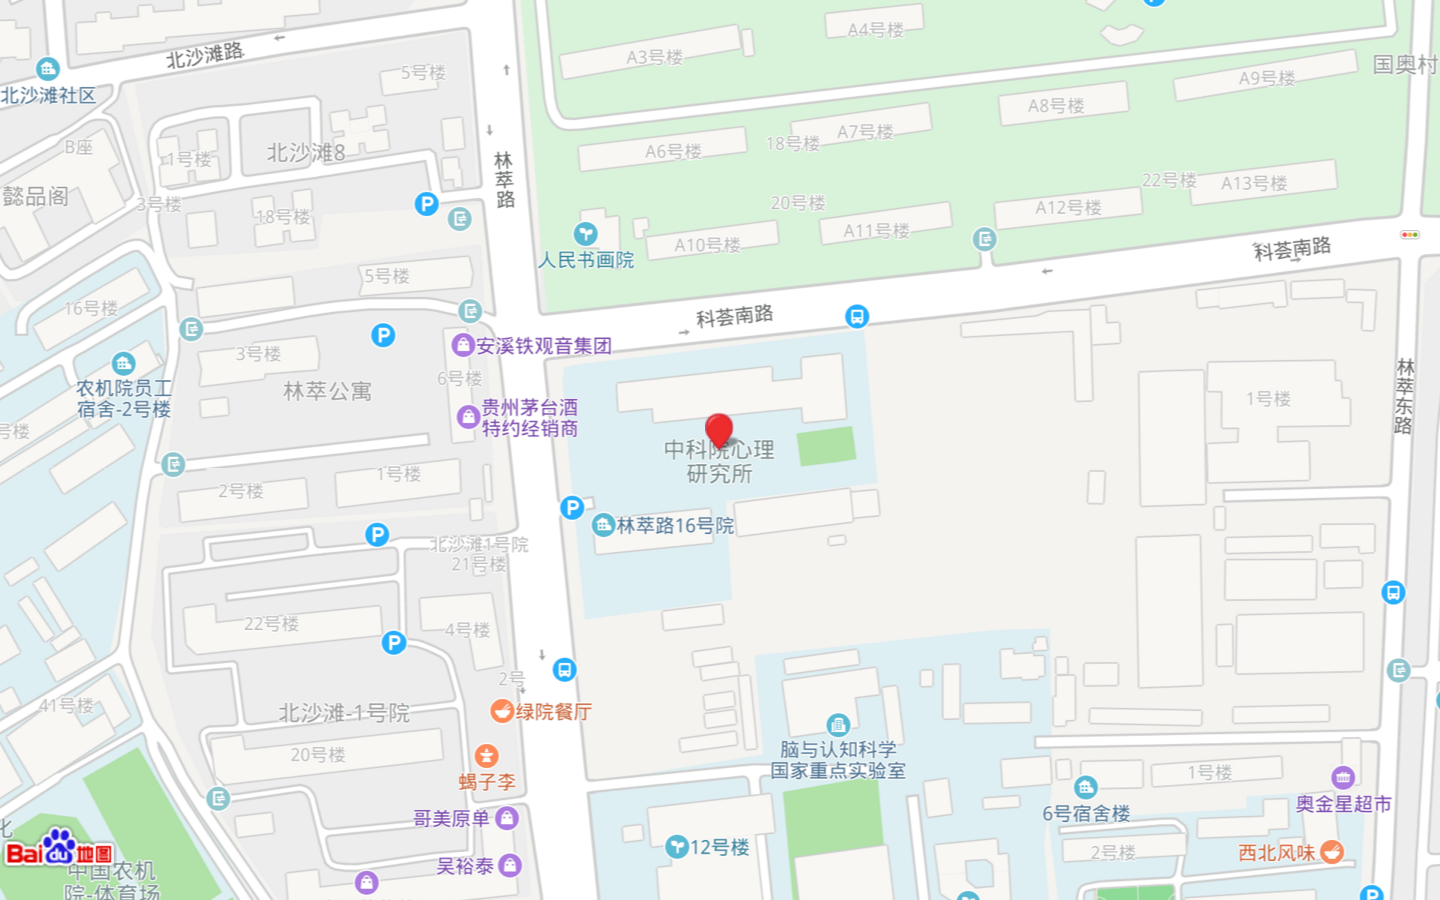 A4号楼
A3号楼
北沙滩路
国奥村
5号楼
A9号楼
北沙滩社区
A8号楼
A7号楼
18号楼
B座
1号楼
北沙滩8
A6号楼
林萃路
22号楼
A13号楼
懿品阁
3号楼
18号楼
20号楼
A12号楼
A11号楼
A10号楼
科荟南路
人民书画院
5号楼
16号楼
科荟南路
安溪铁观音集团
3号楼
6号楼
农机院员工
宿舍-2号楼
林萃公寓
林萃东路
1号楼
贵州茅台酒
特约经销商
号楼
中科院心理
研究所
1号楼
2号楼
林萃路16号院
北沙滩1号院
21号楼
22号楼
4号楼
2号
41号楼
北沙滩-1号院
绿院餐厅
20号楼
脑与认知科学
国家重点实验室
蝎子李
1号楼
奥金星超市
6号宿舍楼
哥美原单
北
Bai du 地图
12号楼
2号楼
西北风味
吴裕泰
中国农机
院-体育场